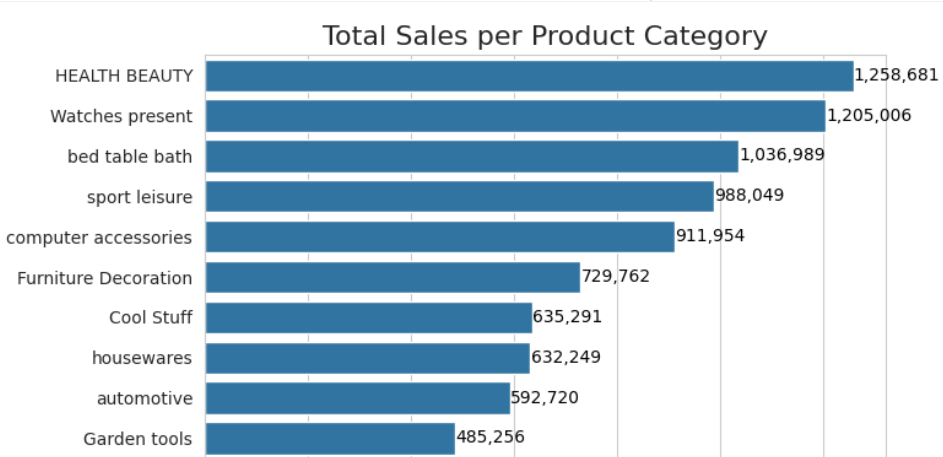 Total Sales per Product Category
HEALTH BEAUTY 1,258,681
Watches present 1,205,006
bed table bath 1,036,989
sport leisure 988,049
computer accessories 911,954
Furniture Decoration 729,762
Cool Stuff 635,291
housewares 632,249
automotive 592,720
Garden tools 485,256